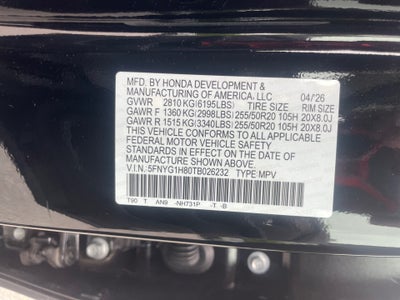 MFD. BY HONDA DEVELOPMENT &
MANUFACTURING OF AMERICA, LLC 04/26
GVWR 2810 KG(6195LBS) TIRE SIZE RIM SIZE
GAWR F 1360 KG(2998LBS) 255/50R20 105H 20X8.0J
GAWR R 1515 KG(3340LBS) 255/50R20 105H 20X8.0J
THIS VEHICLE CONFORMS TO ALL APPLICABLE
FEDERAL MOTOR VEHICLE SAFETY
STANDARDS IN EFFECT ON THE DATE OF
MANUFACTURE SHOWN ABOVE.
V.I.N. 5FNYG1H80TB026232 TYPE MPV
T90 T. AN9 -NH731P -T. -B